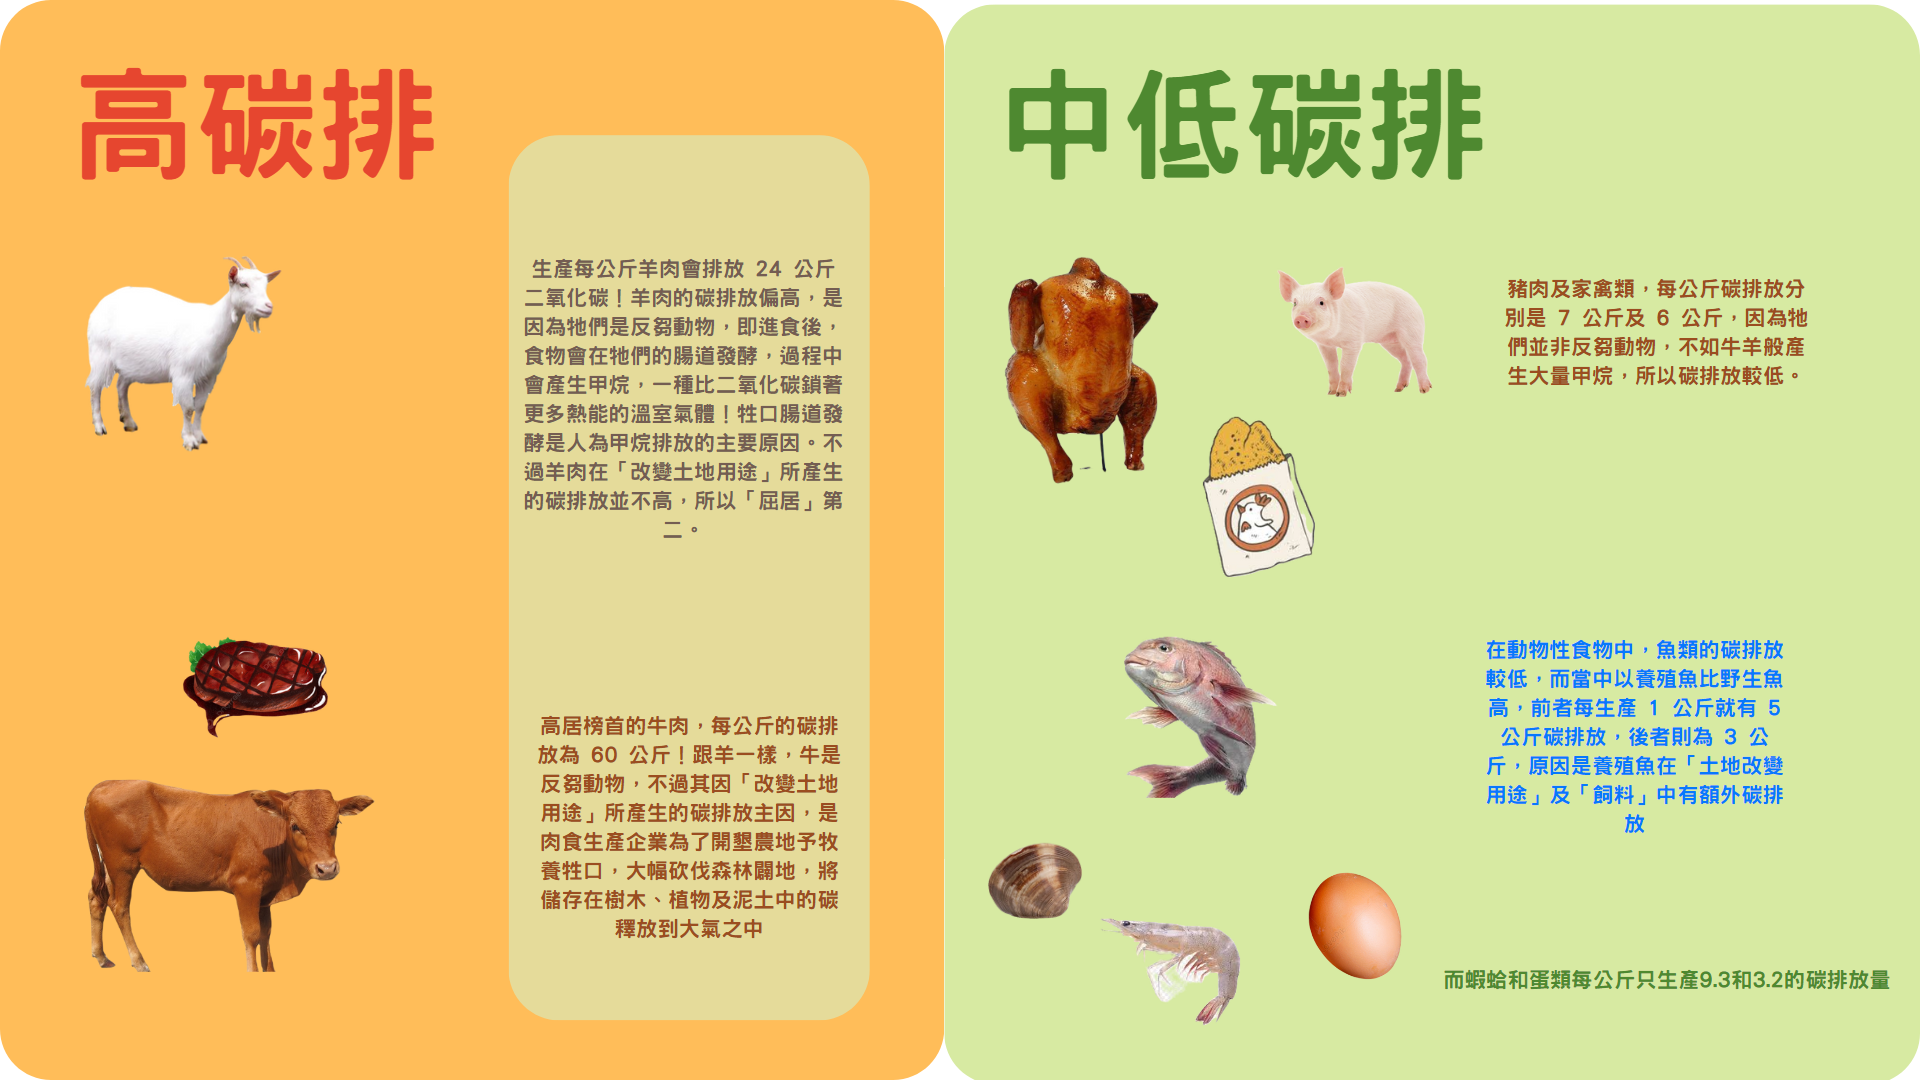 高碳排
生產每公斤羊肉會排放 24 公斤
二氧化碳！羊肉的碳排放偏高，是
因為牠們是反芻動物，即進食後，
食物會在牠們的腸道發酵，過程中
會產生甲烷，一種比二氧化碳鎖著
更多熱能的溫室氣體！牲口腸道發
酵是人為甲烷排放的主要原因。不
過羊肉在「改變土地用途」所產生
的碳排放並不高，所以「屈居」第
二。
高居榜首的牛肉，每公斤的碳排
放為 60 公斤！跟羊一樣，牛是
反芻動物，不過其因「改變土地
用途」所產生的碳排放主因，是
肉食生產企業為了開墾農地予牧
養牲口，大幅砍伐森林闢地，將
儲存在樹木、植物及泥土中的碳
釋放到大氣之中
中低碳排
豬肉及家禽類，每公斤碳排放分
別是 7 公斤及 6 公斤，因為牠
們並非反芻動物，不如牛羊般產
生大量甲烷，所以碳排放較低。
在動物性食物中，魚類的碳排放
較低，而當中以養殖魚比野生魚
高，前者每生產 1 公斤就有 5
公斤碳排放，後者則為 3 公
斤，原因是養殖魚在「土地改變
用途」及「飼料」中有額外碳排
放
而蝦蛤和蛋類每公斤只生產9.3和3.2的碳排放量